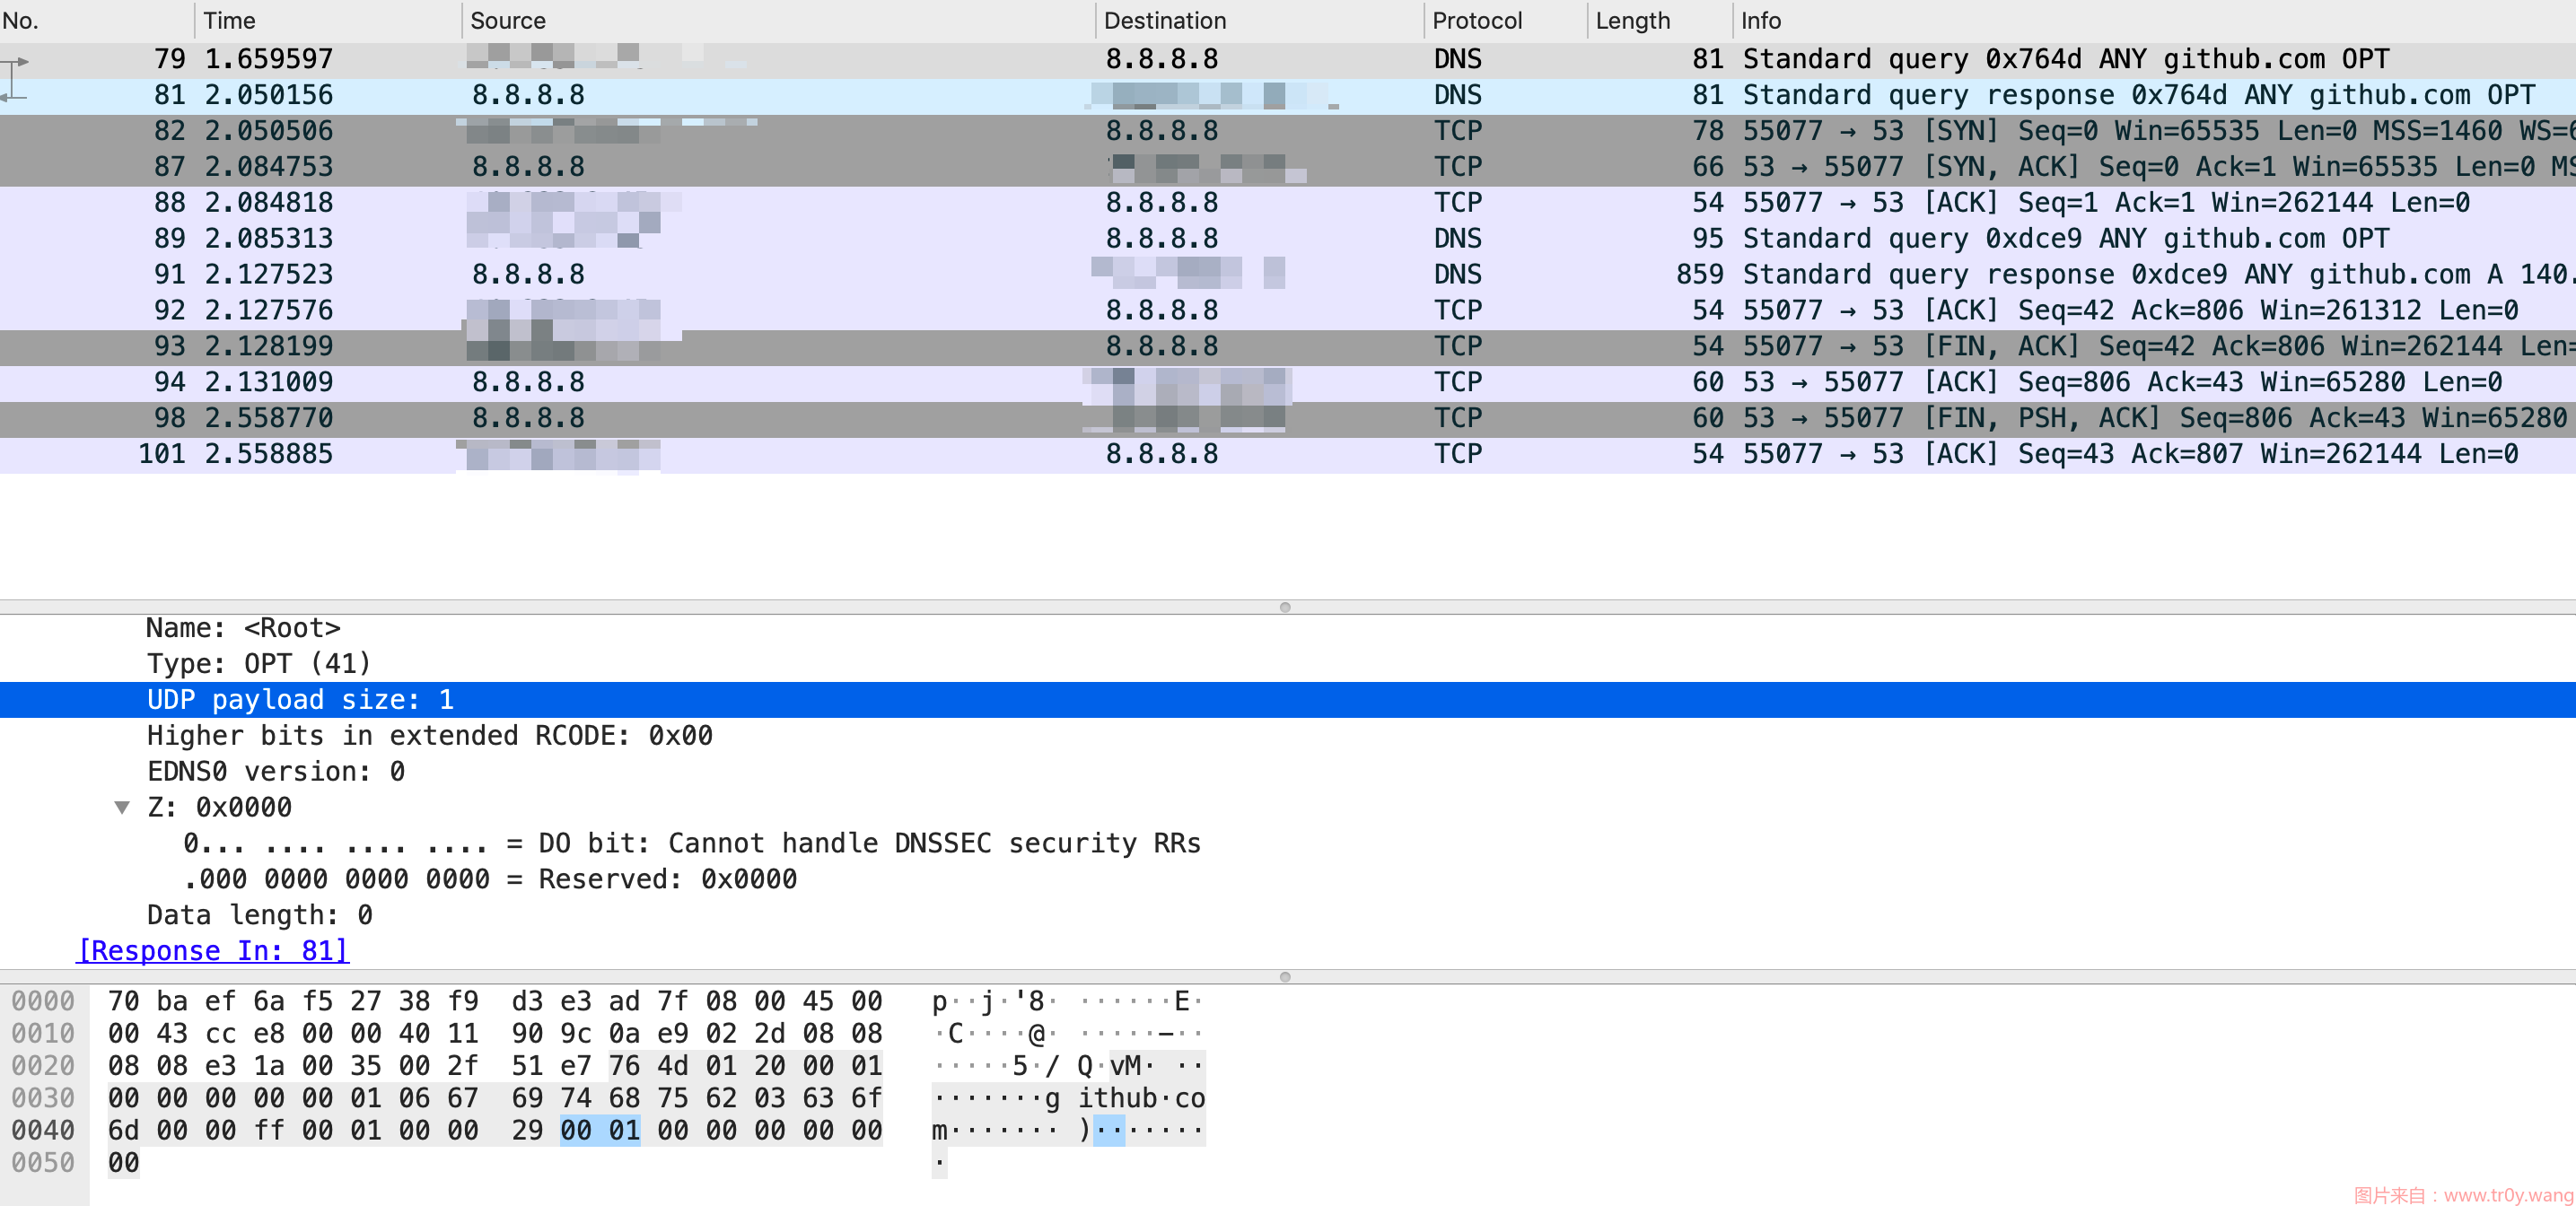 No. Time Source Destination Protocol Length Info
79 1.659597 8.8.8.8 DNS 81 Standard query 0x764d ANY github.com OPT
81 2.050156 8.8.8.8 DNS 81 Standard query response 0x764d ANY github.com OPT
82 2.050506 8.8.8.8 TCP 78 55077 → 53 [SYN] Seq=0 Win=65535 Len=0 MSS=1460 WS=6
87 2.084753 8.8.8.8 TCP 66 53 → 55077 [SYN, ACK] Seq=0 Ack=1 Win=65535 Len=0 MS
88 2.084818 8.8.8.8 TCP 54 55077 → 53 [ACK] Seq=1 Ack=1 Win=262144 Len=0
89 2.085313 8.8.8.8 DNS 95 Standard query 0xdce9 ANY github.com OPT
91 2.127523 8.8.8.8 DNS 859 Standard query response 0xdce9 ANY github.com A 140.
92 2.127576 8.8.8.8 TCP 54 55077 → 53 [ACK] Seq=42 Ack=806 Win=261312 Len=0
93 2.128199 8.8.8.8 TCP 54 55077 → 53 [FIN, ACK] Seq=42 Ack=806 Win=262144 Len=
94 2.131009 8.8.8.8 TCP 60 53 → 55077 [ACK] Seq=806 Ack=43 Win=65280 Len=0
98 2.558770 8.8.8.8 TCP 60 53 → 55077 [FIN, PSH, ACK] Seq=806 Ack=43 Win=65280
101 2.558885 8.8.8.8 TCP 54 55077 → 53 [ACK] Seq=43 Ack=807 Win=262144 Len=0
Name: <Root>
Type: OPT (41)
UDP payload size: 1
Higher bits in extended RCODE: 0x00
EDNS0 version: 0
Z: 0x0000
0... .... .... .... = DO bit: Cannot handle DNSSEC security RRs
.000 0000 0000 0000 = Reserved: 0x0000
Data length: 0
[Response In: 81]
0000 70 ba ef 6a f5 27 38 f9 d3 e3 ad 7f 08 00 45 00 p··j·'8· ······E·
0010 00 43 cc e8 00 00 40 11 90 9c 0a e9 02 2d 08 08 ·C····@· ·····-··
0020 08 08 e3 1a 00 35 00 2f 51 e7 76 4d 01 20 00 01 ·····5·/ Q·vM· ··
0030 00 00 00 00 00 01 06 67 69 74 68 75 62 03 63 6f ·······g ithub·co
0040 6d 00 00 ff 00 01 00 00 29 00 01 00 00 00 00 00 m······· )·······
0050 00 ·
图片来自：www.tr0y.wang